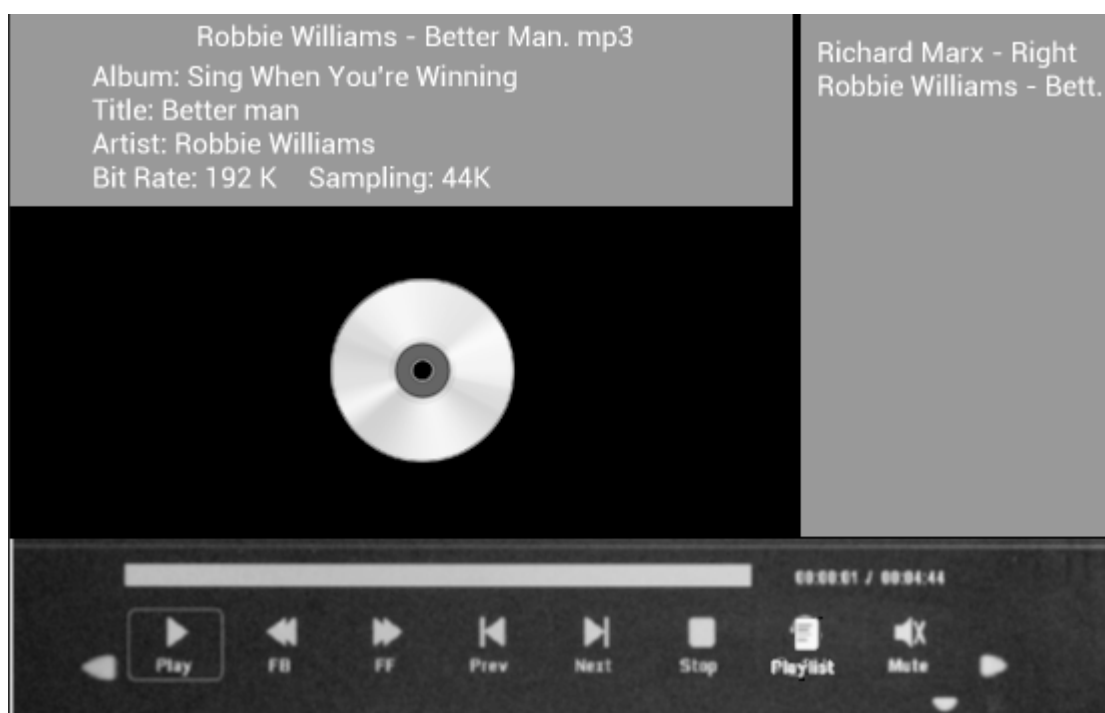 Robbie Williams - Better Man. mp3
Album: Sing When You're Winning
Title: Better man
Artist: Robbie Williams
Bit Rate: 192 K Sampling: 44K
Richard Marx - Right
Robbie Williams - Bett.
00:00:01 / 00:04:44
Play FB FF Prev Next Stop Playlist Mute